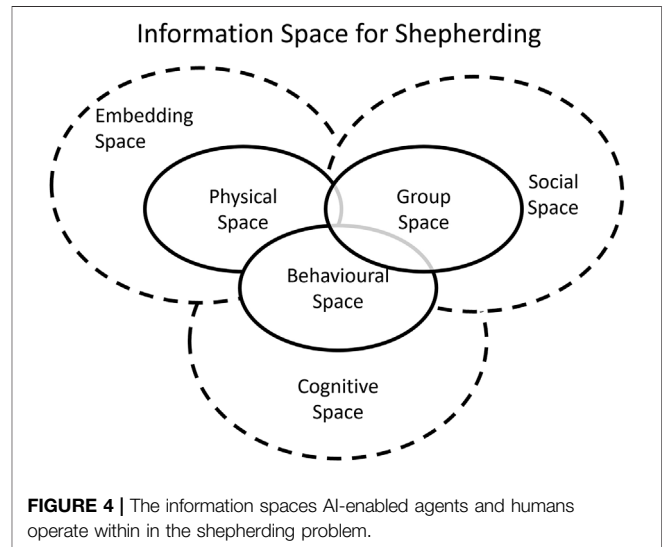 Information Space for Shepherding
Embedding
Space
Physical
Space
Group
Space
Social
Space
Behavioural
Space
Cognitive
Space
FIGURE 4 | The information spaces AI-enabled agents and humans
operate within in the shepherding problem.